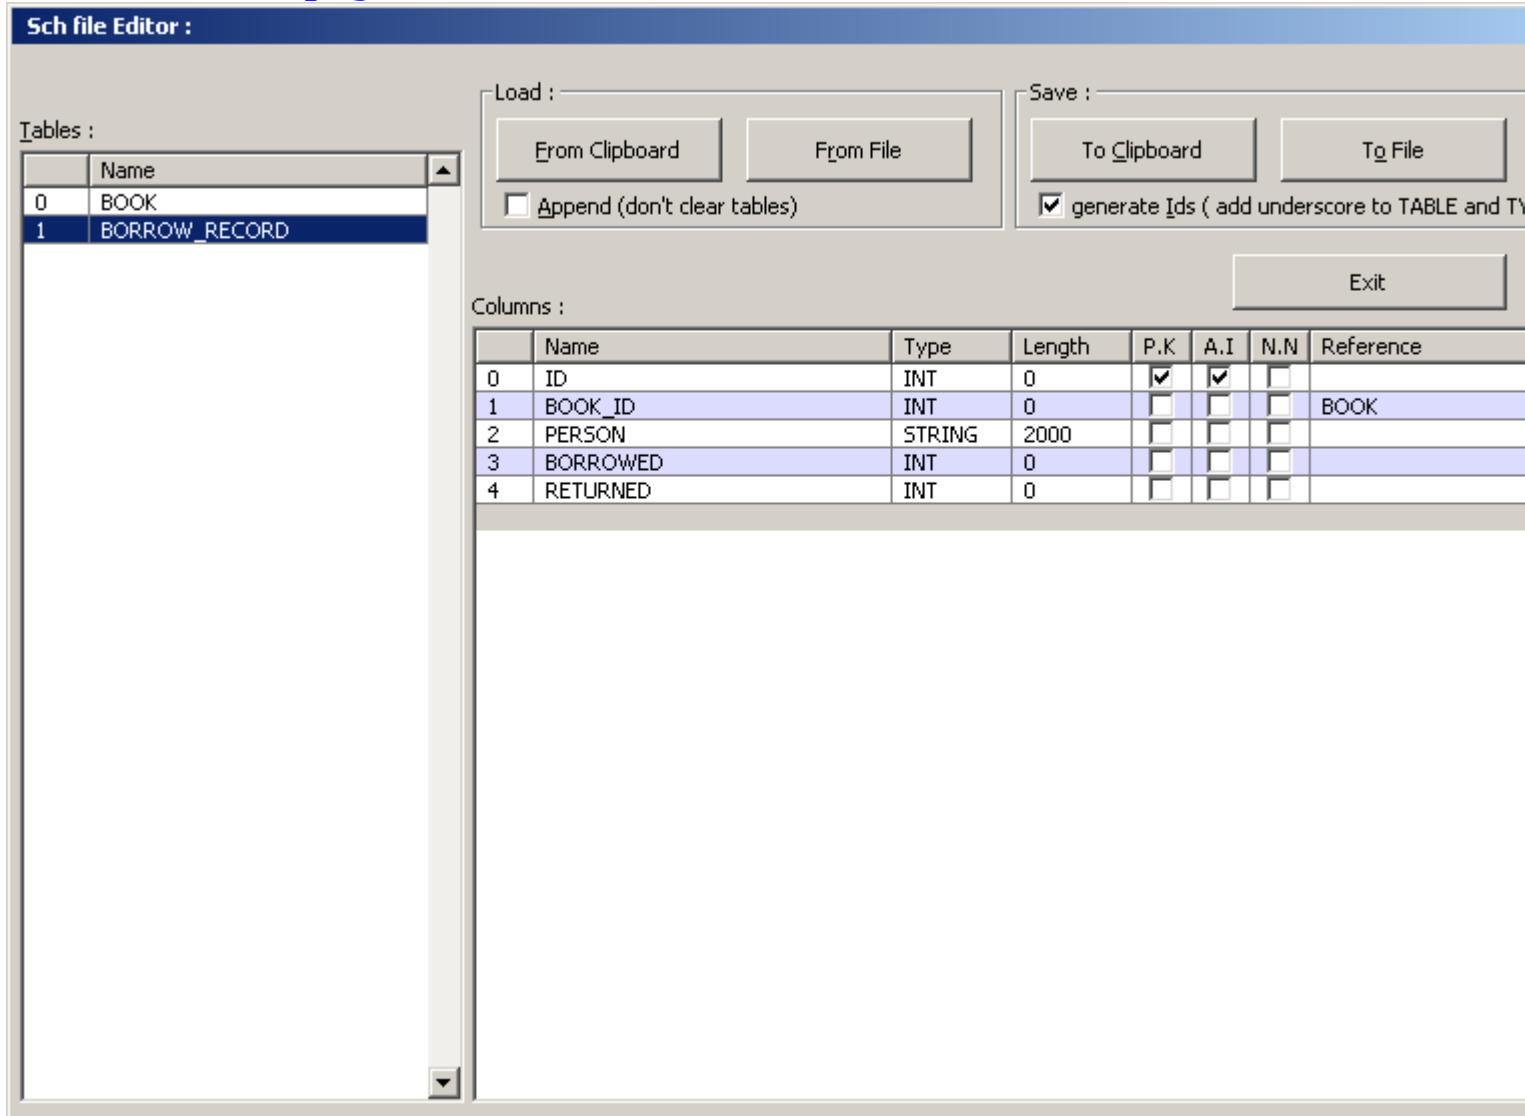 Sch file Editor :
Load :
Save :
Tables :
From Clipboard From File To Clipboard To File
Name
Append (don't clear tables) generate Ids ( add underscore to TABLE and
0 BOOK
1 BORROW_RECORD
Exit
Columns :
Name Type Length P.K A.I N.N Reference
0 ID INT 0
1 BOOK_ID INT 0 BOOK
2 PERSON STRING 2000
3 BORROWED INT 0
4 RETURNED INT 0